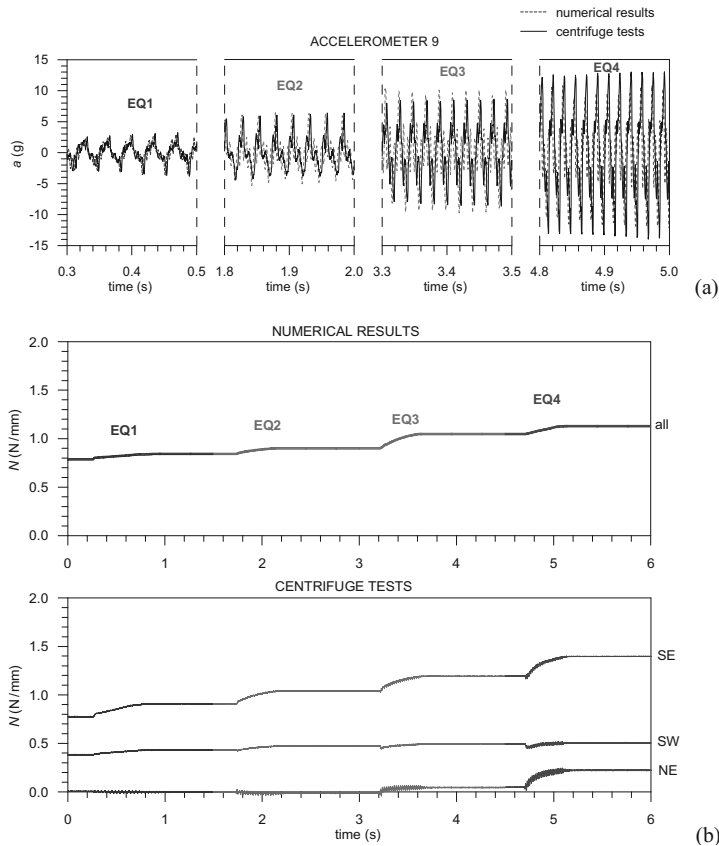 numerical results
centrifuge tests
ACCELEROMETER 9
EQ1
EQ2
EQ3
EQ4
a (g)
15
10
5
0
-5
-10
-15
0.3 0.4 0.5
1.8 1.9 2.0
3.3 3.4 3.5
4.8 4.9 5.0
time (s)
time (s)
time (s)
time (s)
(a)
NUMERICAL RESULTS
N (N/mm)
2.0
1.5
1.0
0.5
0.0
EQ1
EQ2
EQ3
EQ4
all
0 1 2 3 4 5 6
CENTRIFUGE TESTS
N (N/mm)
2.0
1.5
1.0
0.5
0.0
SE
SW
NE
0 1 2 3 4 5 6
time (s)
(b)